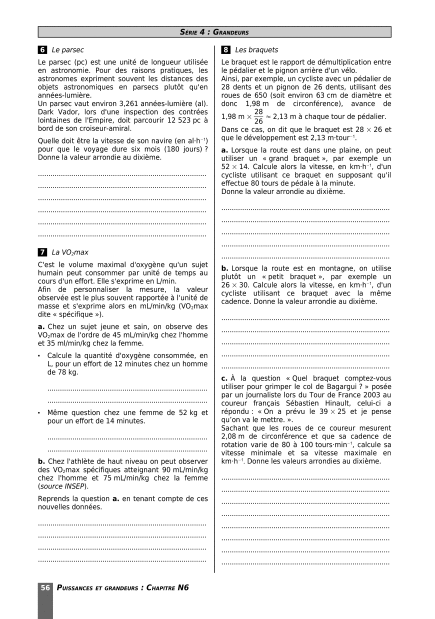 Série 4 : Grandeurs
6 Le parsec
Le parsec (pc) est une unité de longueur utilisée
en astronomie. Pour des raisons pratiques, les
astronomes expriment souvent les distances des
objets astronomiques en parsecs plutôt qu'en
années-lumière.
Un parsec vaut environ 3,261 années-lumière (al).
Dark Vador, lors d'une inspection des contrées
lointaines de l'Empire, doit parcourir 12 523 pc à
bord de son croiseur-amiral.
Quelle doit être la vitesse de son navire (en al·h⁻¹)
pour que le voyage dure six mois (180 jours) ?
Donne la valeur arrondie au dixième.
7 La VO₂max
C'est le volume maximal d'oxygène qu'un sujet
humain peut consommer par unité de temps au
cours d'un effort. Elle s'exprime en L/min.
Afin de personnaliser la mesure, la valeur
observée est le plus souvent rapportée à l'unité de
masse et s'exprime alors en mL/min/kg (VO₂max
dite « spécifique »).
a. Chez un sujet jeune et sain, on observe des
VO₂max de l'ordre de 45 mL/min/kg chez l'homme
et 35 ml/min/kg chez la femme.
• Calcule la quantité d'oxygène consommée, en
L, pour un effort de 12 minutes chez un homme
de 78 kg.
• Même question chez une femme de 52 kg et
pour un effort de 14 minutes.
b. Chez l'athlète de haut niveau on peut observer
des VO₂max spécifiques atteignant 90 mL/min/kg
chez l'homme et 75 mL/min/kg chez la femme
(source INSEP).
Reprends la question a. en tenant compte de ces
nouvelles données.
8 Les braquets
Le braquet est le rapport de démultiplication entre
le pédalier et le pignon arrière d'un vélo.
Ainsi, par exemple, un cycliste avec un pédalier de
28 dents et un pignon de 26 dents, utilisant des
roues de 650 (soit environ 63 cm de diamètre et
donc 1,98 m de circonférence), avance de
1,98 m × 28/26 ≈ 2,13 m à chaque tour de pédalier.
Dans ce cas, on dit que le braquet est 28 × 26 et
que le développement est 2,13 m·tour⁻¹.
a. Lorsque la route est dans une plaine, on peut
utiliser un « grand braquet », par exemple un
52 × 14. Calcule alors la vitesse, en km·h⁻¹, d'un
cycliste utilisant ce braquet en supposant qu'il
effectue 80 tours de pédale à la minute.
Donne la valeur arrondie au dixième.
b. Lorsque la route est en montagne, on utilise
plutôt un « petit braquet », par exemple un
26 × 30. Calcule alors la vitesse, en km·h⁻¹, d'un
cycliste utilisant ce braquet avec la même
cadence. Donne la valeur arrondie au dixième.
c. À la question « Quel braquet comptez-vous
utiliser pour grimper le col de Bagargui ? » posée
par un journaliste lors du Tour de France 2003 au
coureur français Sébastien Hinault, celui-ci a
répondu : « On a prévu le 39 × 25 et je pense
qu'on va le mettre. ».
Sachant que les roues de ce coureur mesurent
2,08 m de circonférence et que sa cadence de
rotation varie de 80 à 100 tours·min⁻¹, calcule sa
vitesse minimale et sa vitesse maximale en
km·h⁻¹. Donne les valeurs arrondies au dixième.
56 Puissances et grandeurs : Chapitre N6